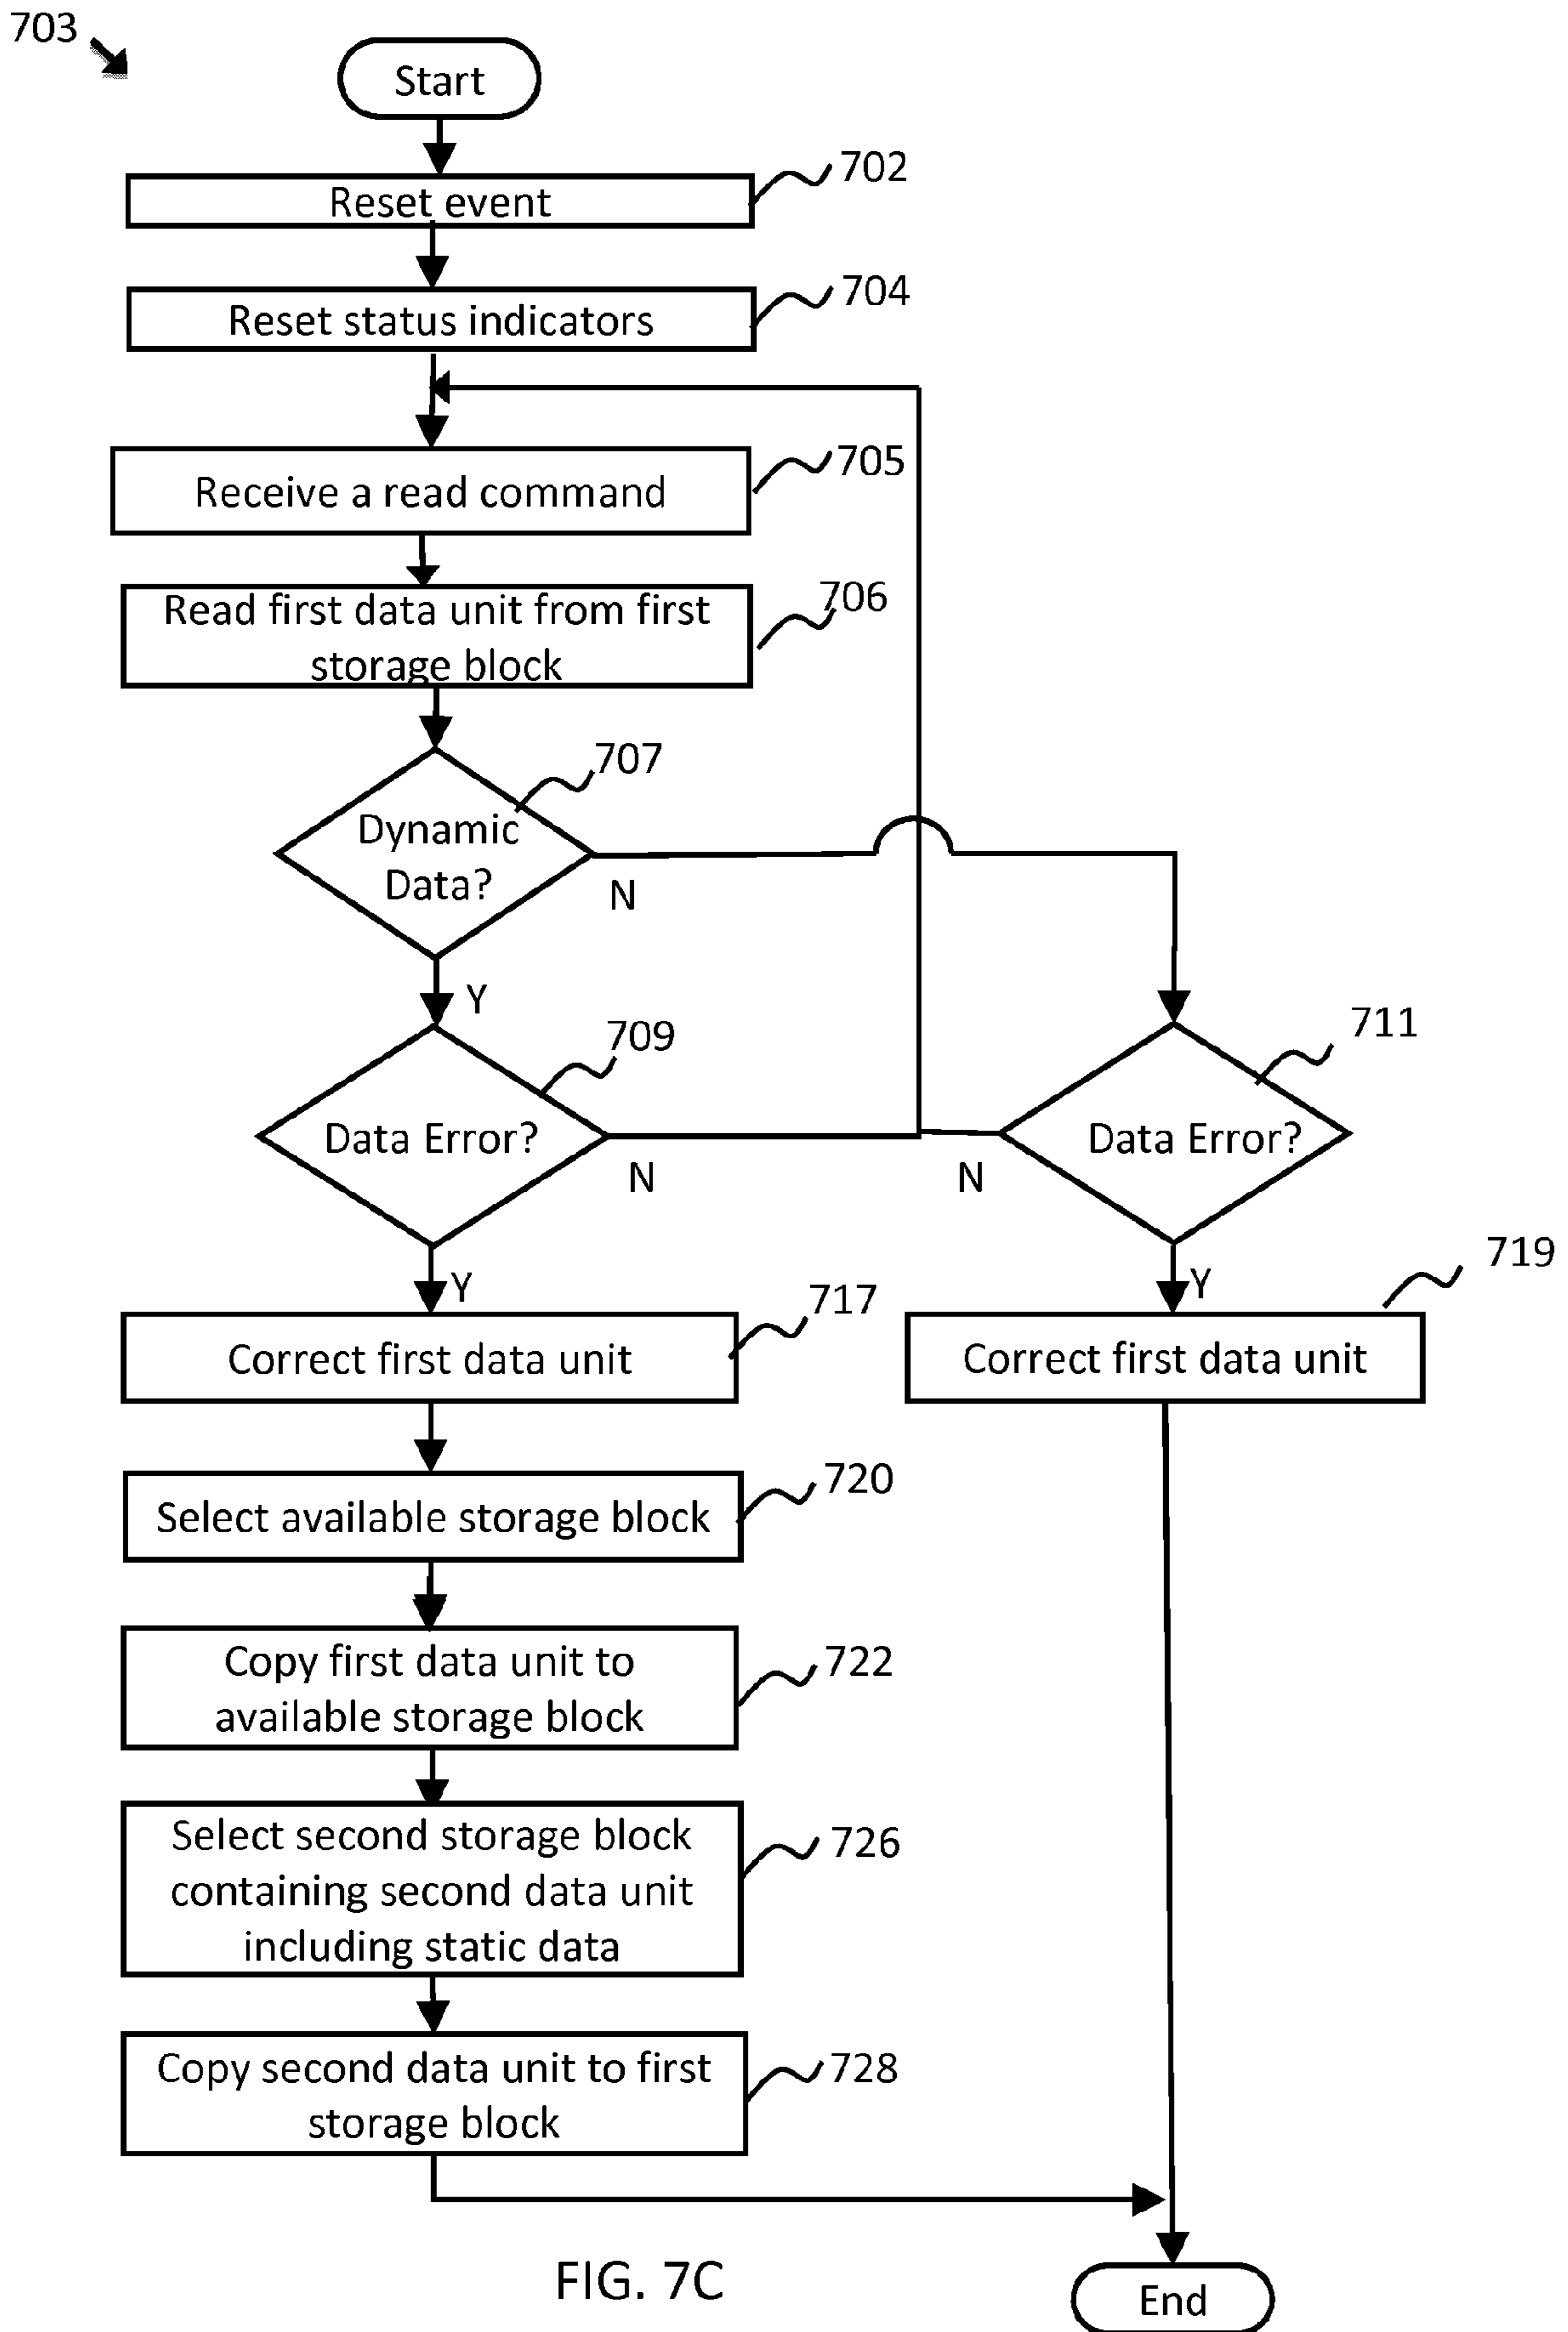 703
Start
702
Reset event
704
Reset status indicators
705
Receive a read command
706
Read first data unit from first
storage block
707
Dynamic
Data?
N
Y
709
711
Data Error?
Data Error?
N
N
Y
Y
719
717
Correct first data unit
Correct first data unit
720
Select available storage block
Copy first data unit to
722
available storage block
Select second storage block
726
containing second data unit
including static data
Copy second data unit to first
728
storage block
FIG. 7C
End